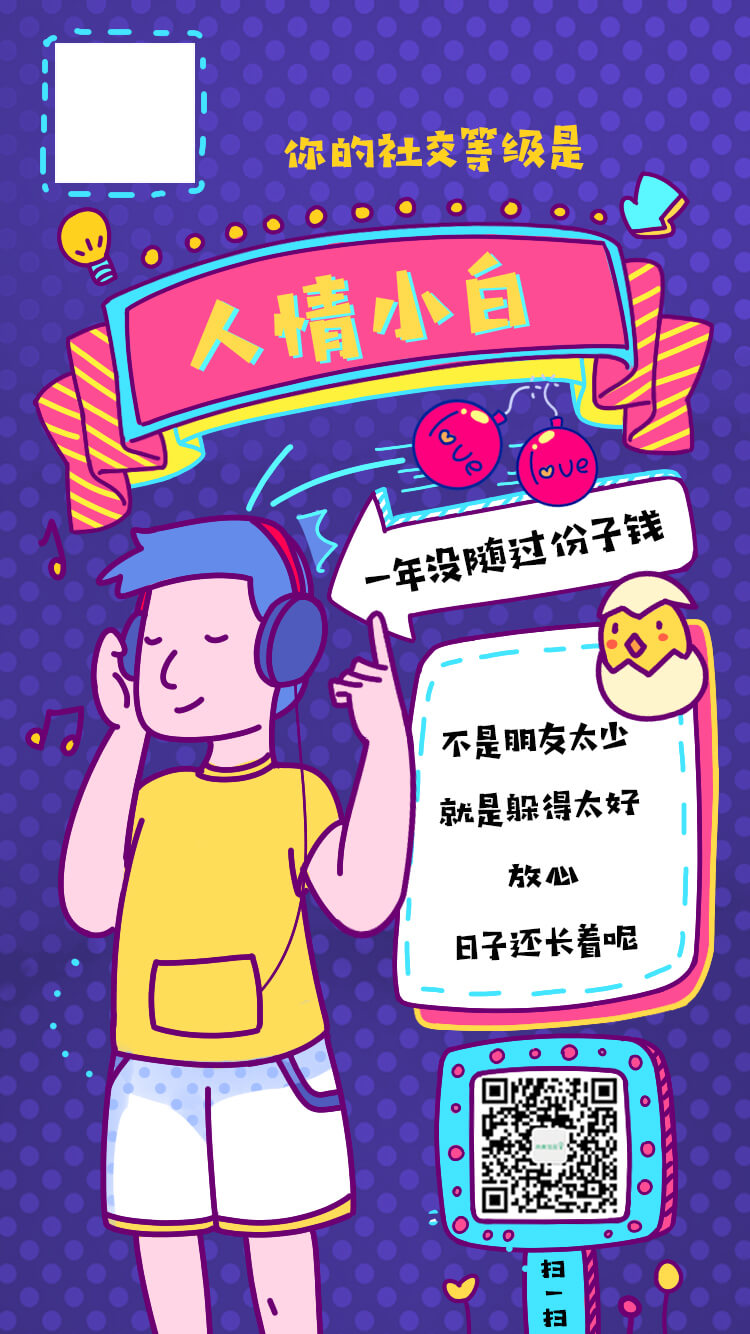 你的社交等级是
人情小白
love
love
一年没随过份子钱
不是朋友太少
就是躲得太好
放心
日子还长着呢
扫一扫